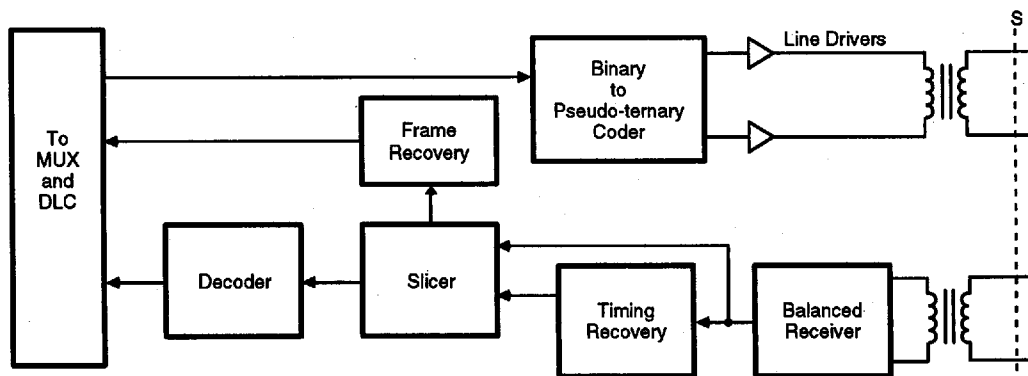 S
Line Drivers
Binary
to
Pseudo-ternary
Coder
To
MUX
and
DLC
Frame
Recovery
Decoder
Slicer
Timing
Recovery
Balanced
Receiver